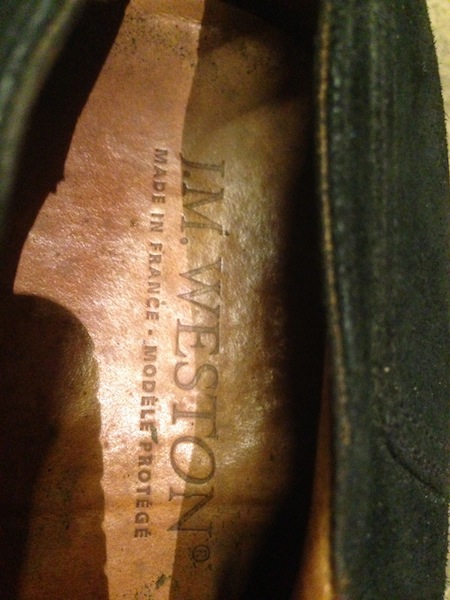 J.M. WESTON®
MADE IN FRANCE • MODÈLE PROTÉGÉ